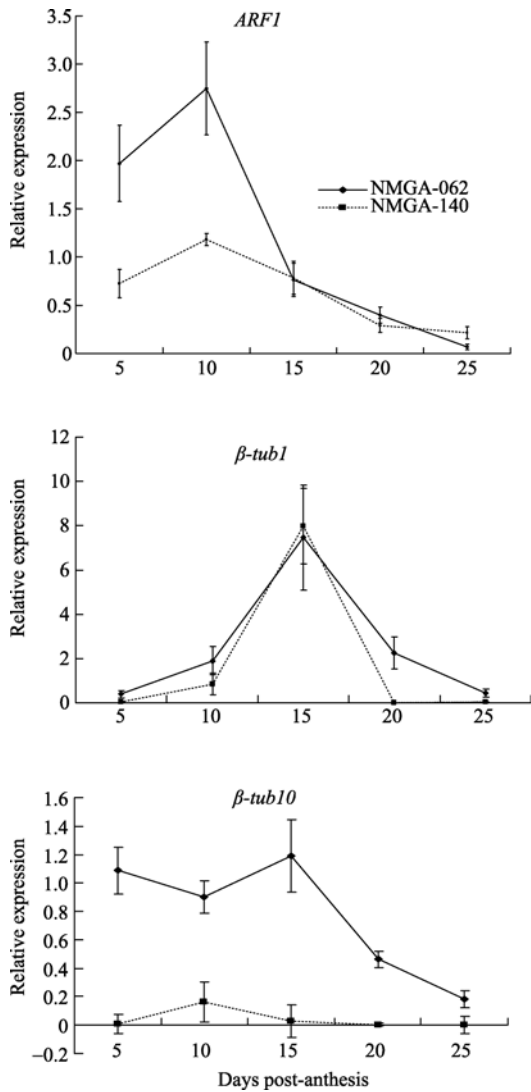 ARF1
Relative expression
3.5
3.0
2.5
2.0
1.5
1.0
0.5
0
NMGA-062
NMGA-140
5 10 15 20 25
β-tub1
Relative expression
12
10
8
6
4
2
0
5 10 15 20 25
β-tub10
Relative expression
1.6
1.4
1.2
1.0
0.8
0.6
0.4
0.2
0
–0.2
5 10 15 20 25
Days post-anthesis